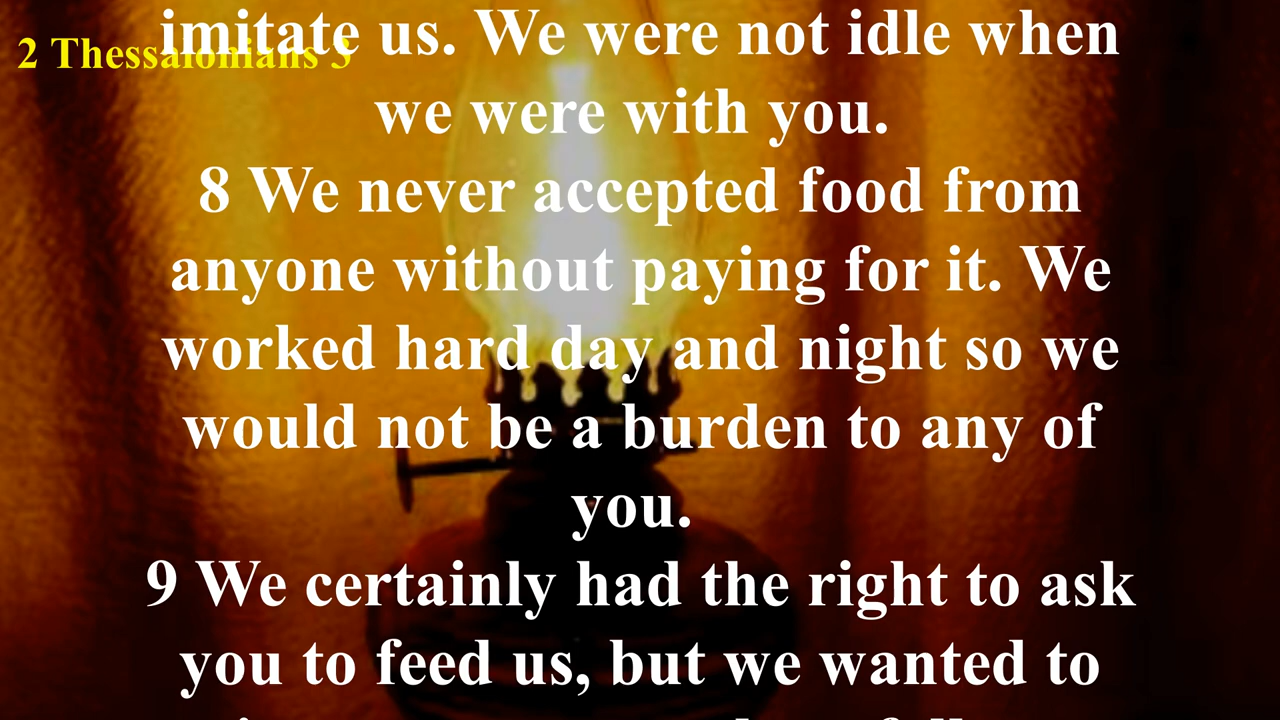 2 Thessalonians 3
imitate us. We were not idle when
we were with you.
8 We never accepted food from
anyone without paying for it. We
worked hard day and night so we
would not be a burden to any of
you.
9 We certainly had the right to ask
you to feed us, but we wanted to